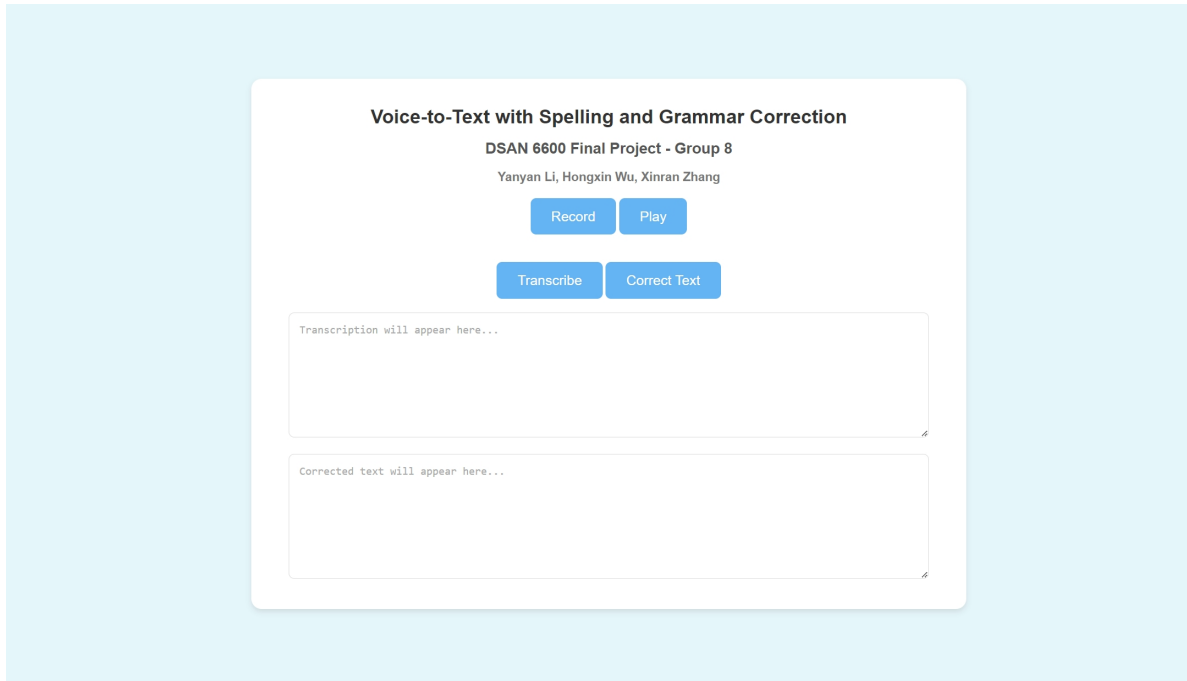 Voice-to-Text with Spelling and Grammar Correction
DSAN 6600 Final Project - Group 8
Yanyan Li, Hongxin Wu, Xinran Zhang
Record Play
Transcribe Correct Text
Transcription will appear here...
Corrected text will appear here...